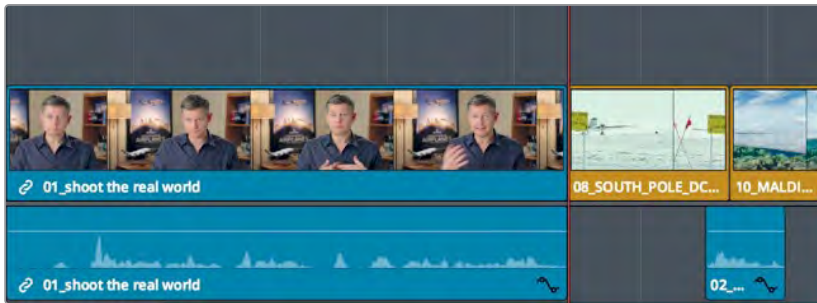 01_shoot the real world
08_SOUTH_POLE_DC...
10_MALDI...
01_shoot the real world
02_...